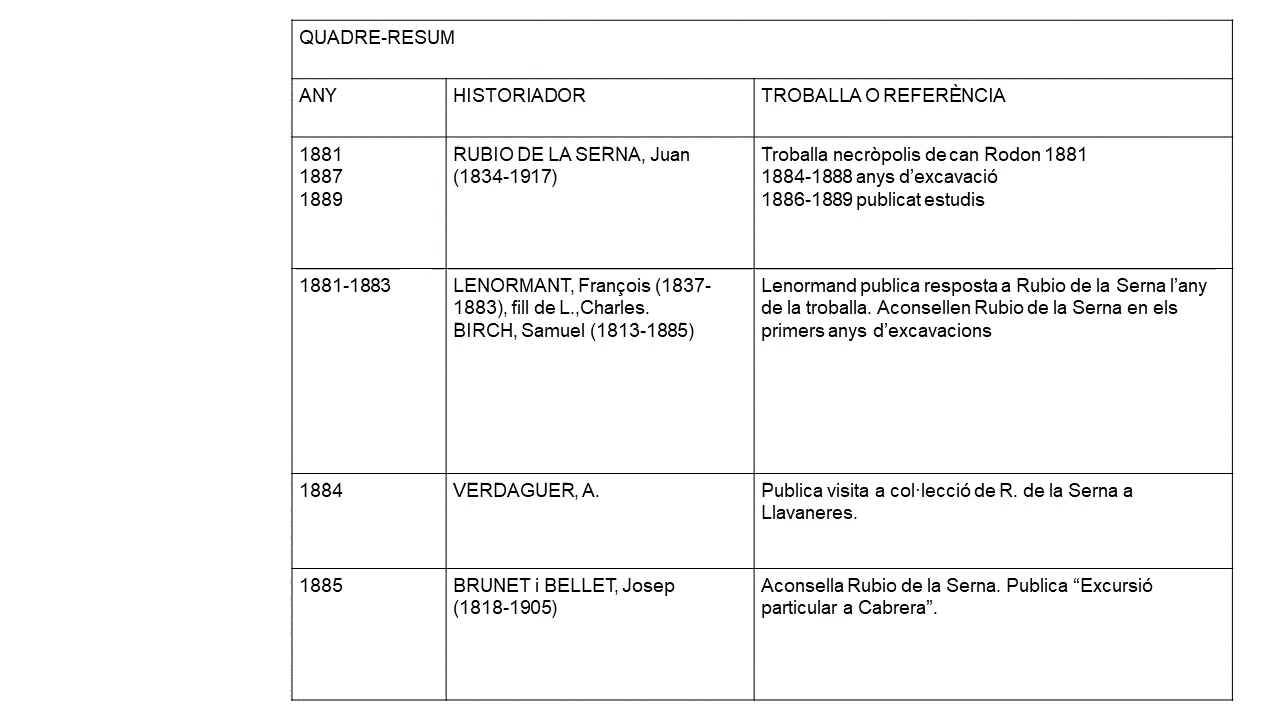 QUADRE-RESUM
ANY HISTORIADOR TROBALLA O REFERÈNCIA
1881
1887
1889
RUBIO DE LA SERNA, Juan
(1834-1917)
Troballa necròpolis de can Rodon 1881
1884-1888 anys d’excavació
1886-1889 publicat estudis
1881-1883
LENORMANT, François (1837-
1883), fill de L.,Charles.
BIRCH, Samuel (1813-1885)
Lenormand publica resposta a Rubio de la Serna l’any
de la troballa. Aconsellen Rubio de la Serna en els
primers anys d’excavacions
1884
VERDAGUER, A.
Publica visita a col·lecció de R. de la Serna a
Llavaneres.
1885
BRUNET i BELLET, Josep
(1818-1905)
Aconsella Rubio de la Serna. Publica “Excursió
particular a Cabrera”.